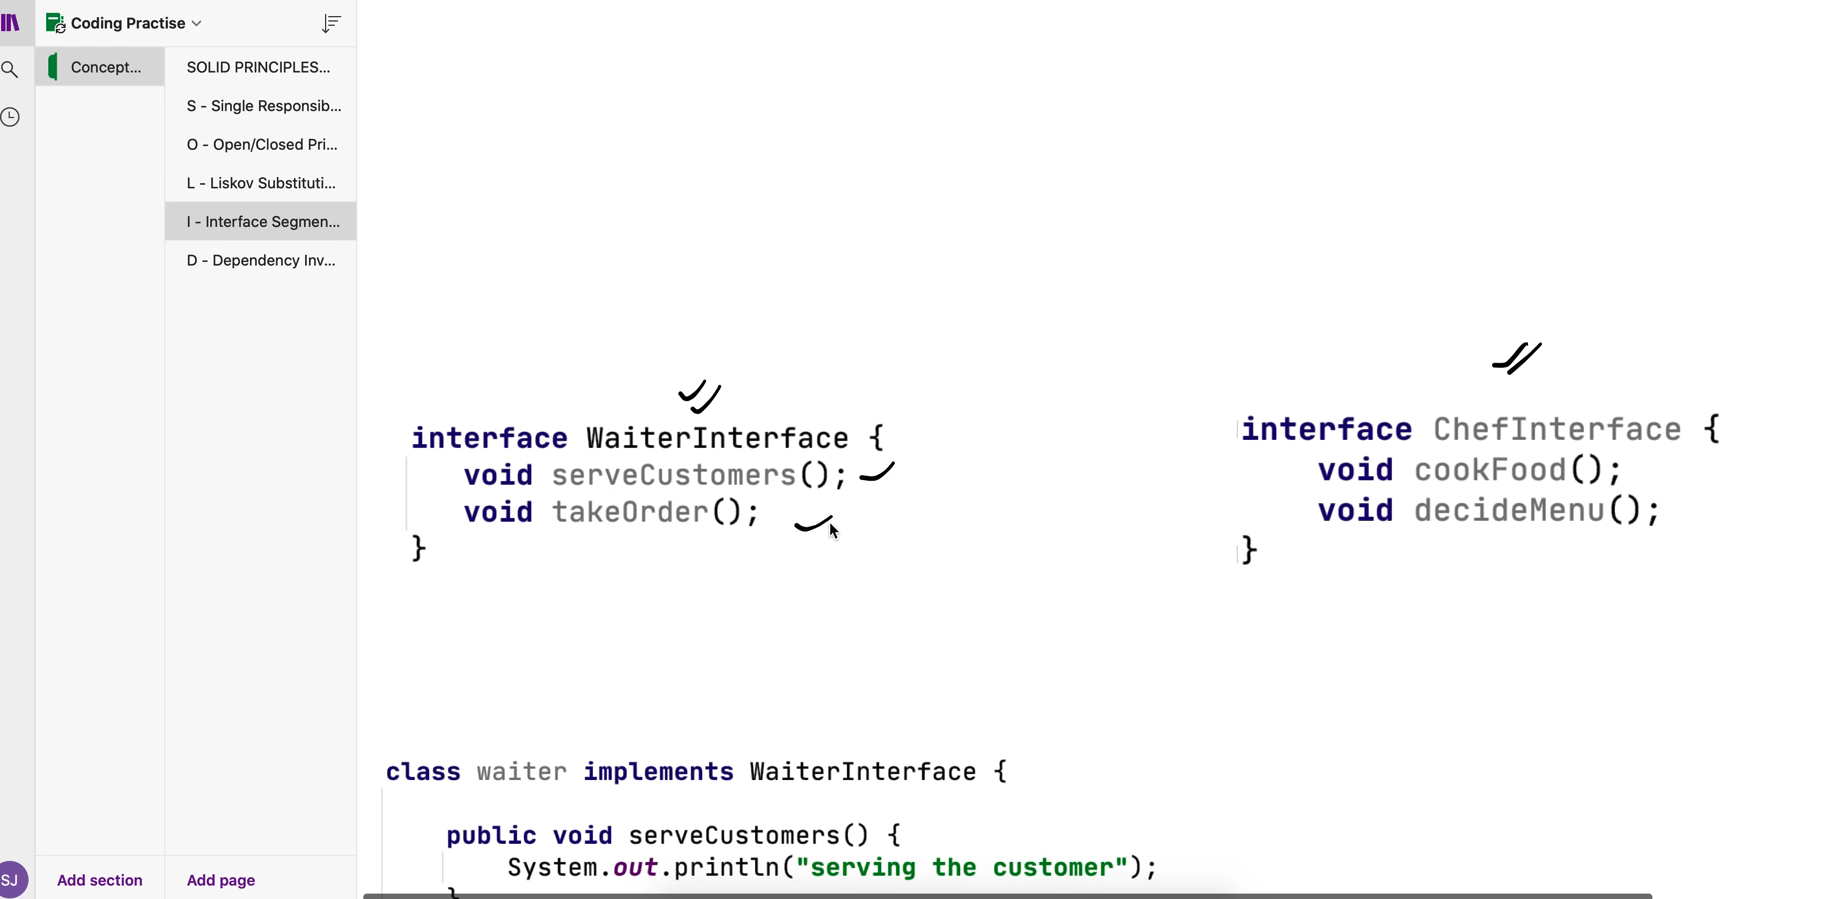 Coding Practise
Concept...
SOLID PRINCIPLES...
S - Single Responsib...
O - Open/Closed Pri...
L - Liskov Substituti...
I - Interface Segmen...
D - Dependency Inv...
interface WaiterInterface {
void serveCustomers();
void takeOrder();
}
interface ChefInterface {
void cookFood();
void decideMenu();
}
class waiter implements WaiterInterface {
public void serveCustomers() {
System.out.println("serving the customer");
}
SJ
Add section
Add page